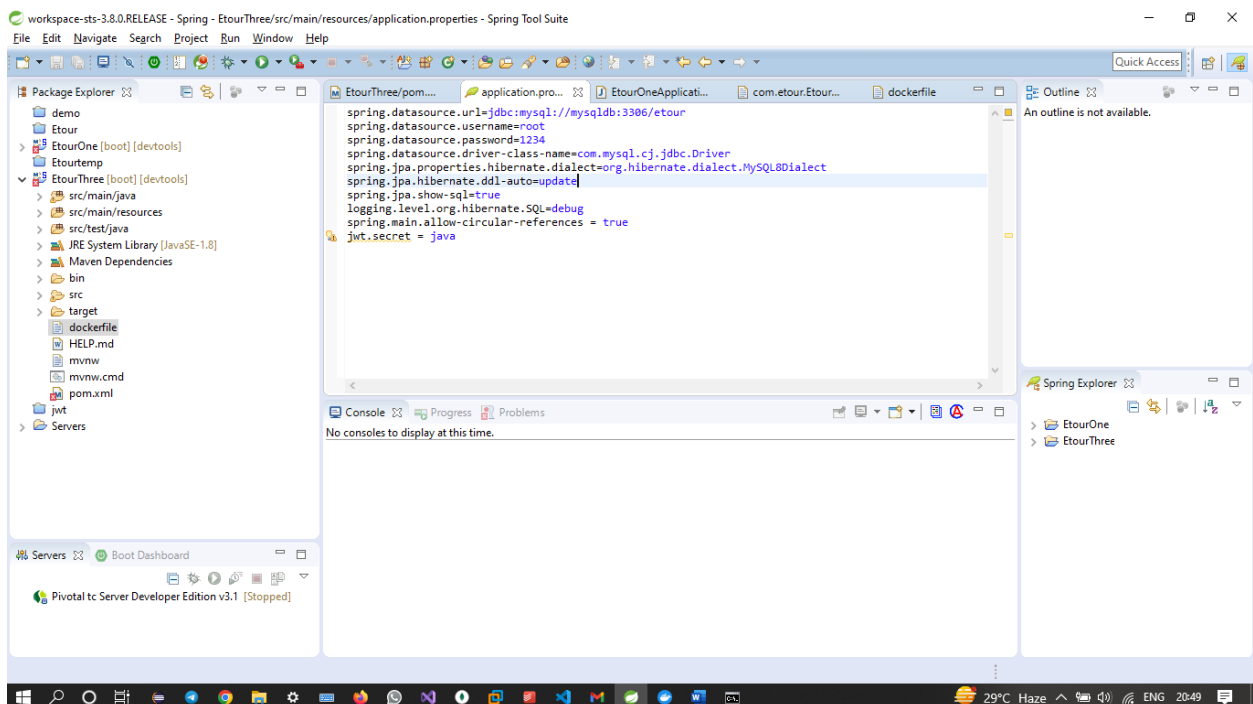 workspace-sts-3.8.0.RELEASE - Spring - EtourThree/src/main/resources/application.properties - Spring Tool Suite
File Edit Navigate Search Project Run Window Help
Quick Access
Package Explorer
demo
Etour
EtourOne [boot] [devtools]
Etourtemp
EtourThree [boot] [devtools]
src/main/java
src/main/resources
src/test/java
JRE System Library [JavaSE-1.8]
Maven Dependencies
bin
src
target
dockerfile
HELP.md
mvnw
mvnw.cmd
pom.xml
jwt
Servers
EtourThree/pom.... application.pro... EtourOneApplicati... com.etour.Etour... dockerfile
spring.datasource.url=jdbc:mysql://mysqldb:3306/etour
spring.datasource.username=root
spring.datasource.password=1234
spring.datasource.driver-class-name=com.mysql.cj.jdbc.Driver
spring.jpa.properties.hibernate.dialect=org.hibernate.dialect.MySQL8Dialect
spring.jpa.hibernate.ddl-auto=update
spring.jpa.show-sql=true
logging.level.org.hibernate.SQL=debug
spring.main.allow-circular-references = true
jwt.secret = java
Outline
An outline is not available.
Console Progress Problems
No consoles to display at this time.
Spring Explorer
EtourOne
EtourThree
Servers Boot Dashboard
Pivotal tc Server Developer Edition v3.1 [Stopped]
29°C Haze ENG 20:49